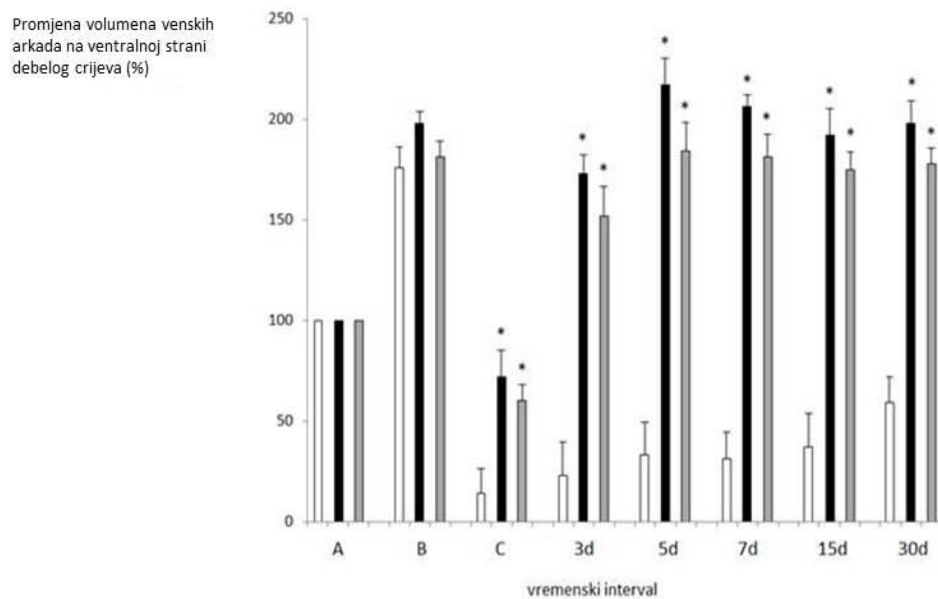 Promjena volumena venskih
arkada na ventralnoj strani
debelog crijeva (%)
250
200
150
100
50
0
* * * * * * * * * * * *
A B C 3d 5d 7d 15d 30d
vremenski interval